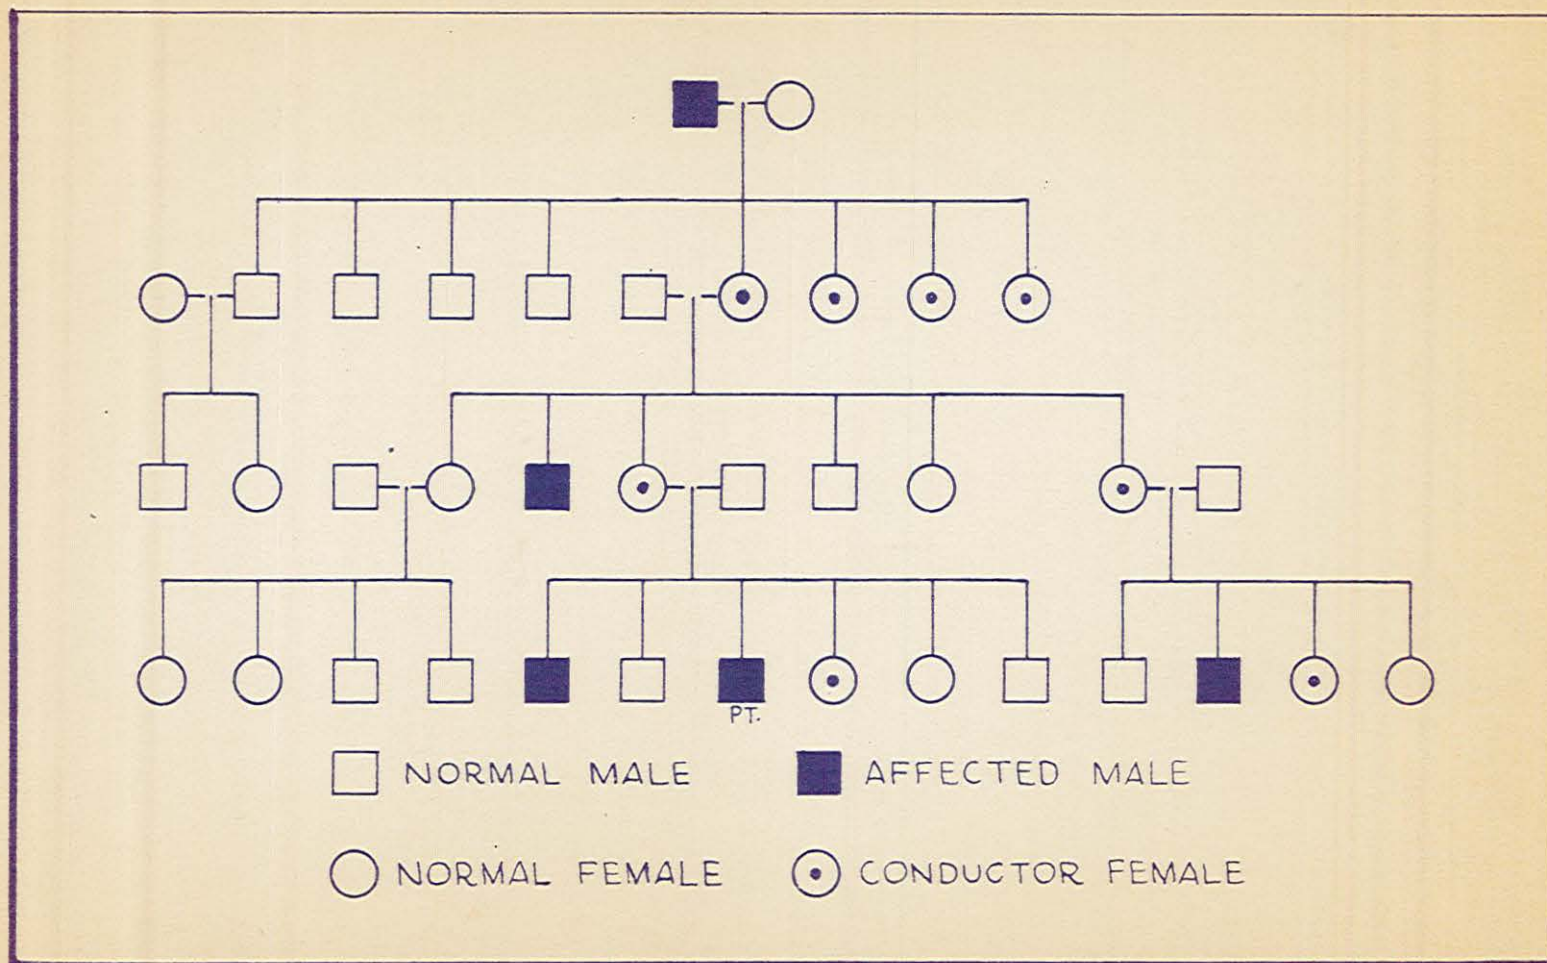 PT.
NORMAL MALE
AFFECTED MALE
NORMAL FEMALE
CONDUCTOR FEMALE